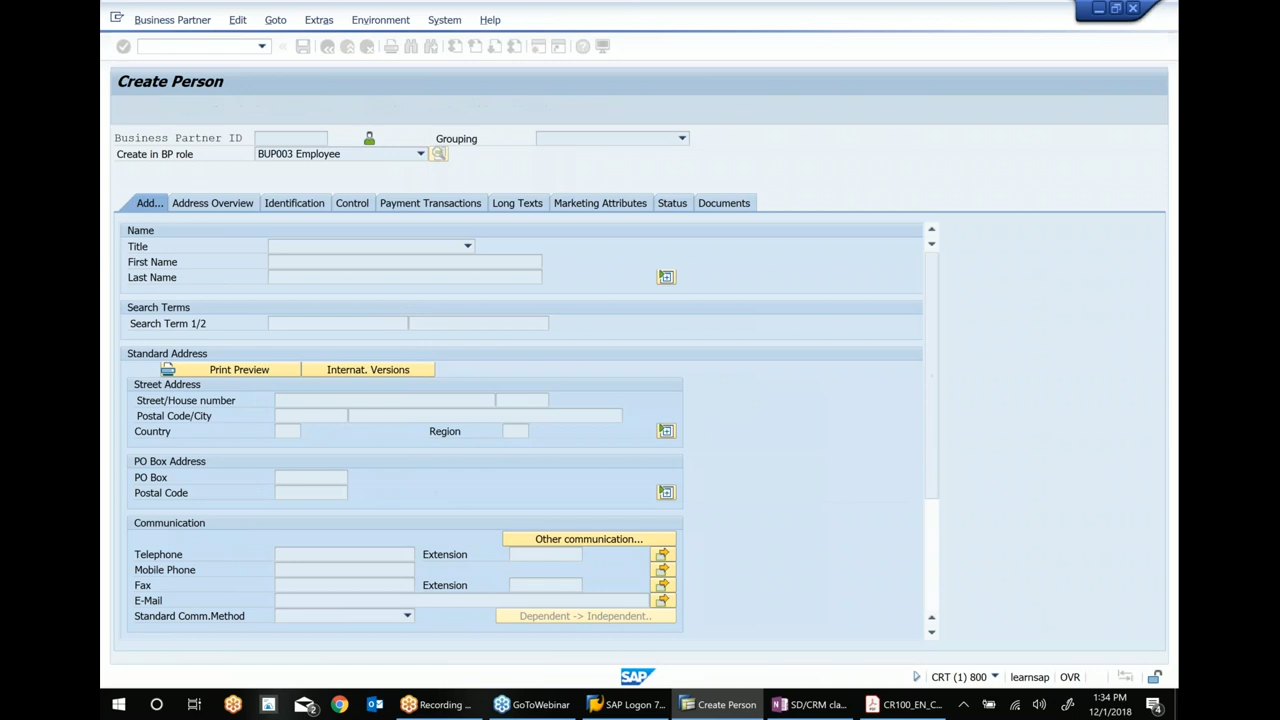 Business Partner Edit Goto Extras Environment System Help
Create Person
Business Partner ID Grouping
Create in BP role BUP003 Employee
Add... Address Overview Identification Control Payment Transactions Long Texts Marketing Attributes Status Documents
Name
Title
First Name
Last Name
Search Terms
Search Term 1/2
Standard Address
Print Preview Internat. Versions
Street Address
Street/House number
Postal Code/City
Country Region
PO Box Address
PO Box
Postal Code
Communication
Other communication...
Telephone Extension
Mobile Phone
Fax Extension
E-Mail
Standard Comm.Method Dependent -> Independent..
SAP CRT (1) 800 learnsap OVR
2 Recording ... GoToWebinar SAP Logon 7... Create Person SD/CRM cla... CR100_EN_C... 1:34 PM
12/1/2018 4